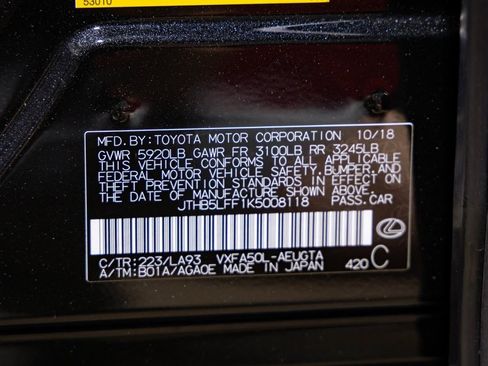 53010
MFD.BY:TOYOTA MOTOR CORPORATION 10/18
GVWR 5920LB GAWR FR 3100LB RR 3245LB
THIS VEHICLE CONFORMS TO ALL APPLICABLE
FEDERAL MOTOR VEHICLE SAFETY,BUMPER, AND
THEFT PREVENTION STANDARDS IN EFFECT ON
THE DATE OF MANUFACTURE SHOWN ABOVE.
JTHB5LFF1K5008118 PASS.CAR
C/TR:223/LA93 VXFA50L-AEUGTA
A/TM:B01A/AGA0E MADE IN JAPAN 420 C